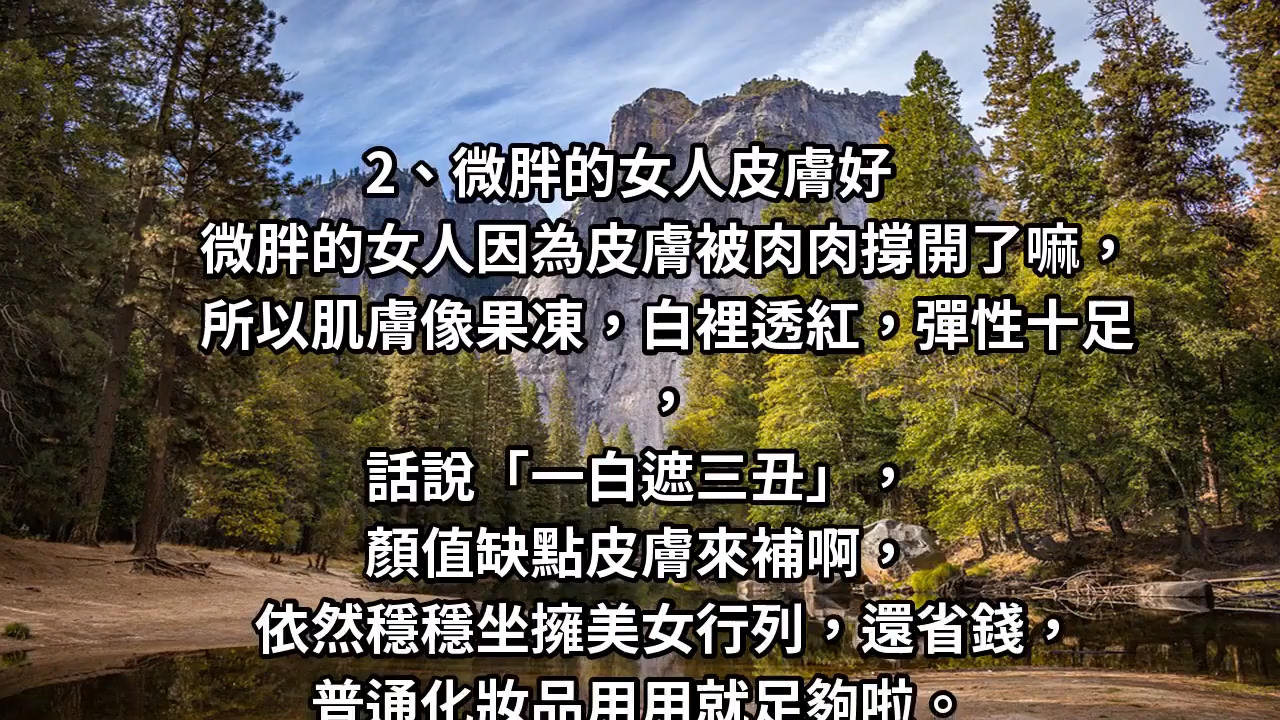 2、微胖的女人皮膚好
微胖的女人因為皮膚被肉肉撐開了嘛，
所以肌膚像果凍，白裡透紅，彈性十足
，
話說「一白遮三丑」，
顏值缺點皮膚來補啊，
依然穩穩坐擁美女行列，還省錢，
普通化妝品用用就足夠啦。